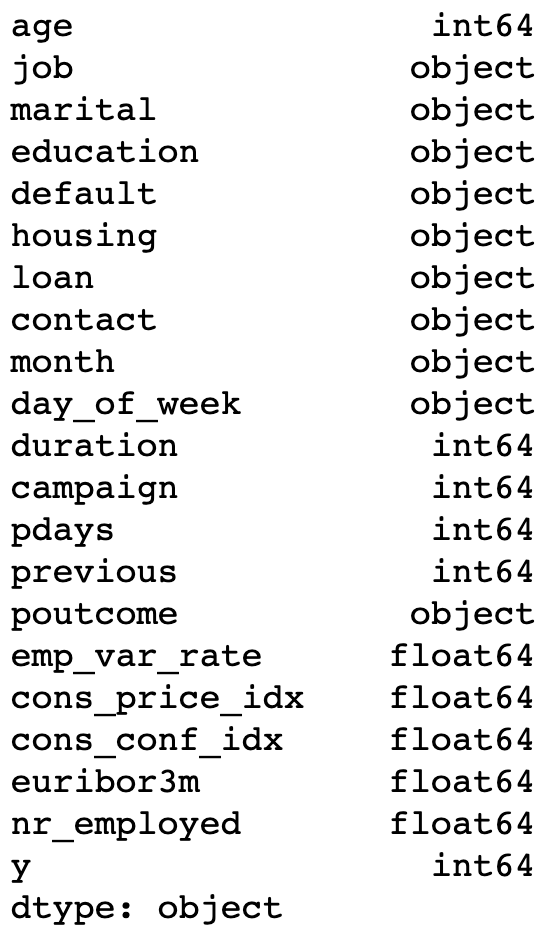 age int64
job object
marital object
education object
default object
housing object
loan object
contact object
month object
day_of_week object
duration int64
campaign int64
pdays int64
previous int64
poutcome object
emp_var_rate float64
cons_price_idx float64
cons_conf_idx float64
euribor3m float64
nr_employed float64
y int64
dtype: object